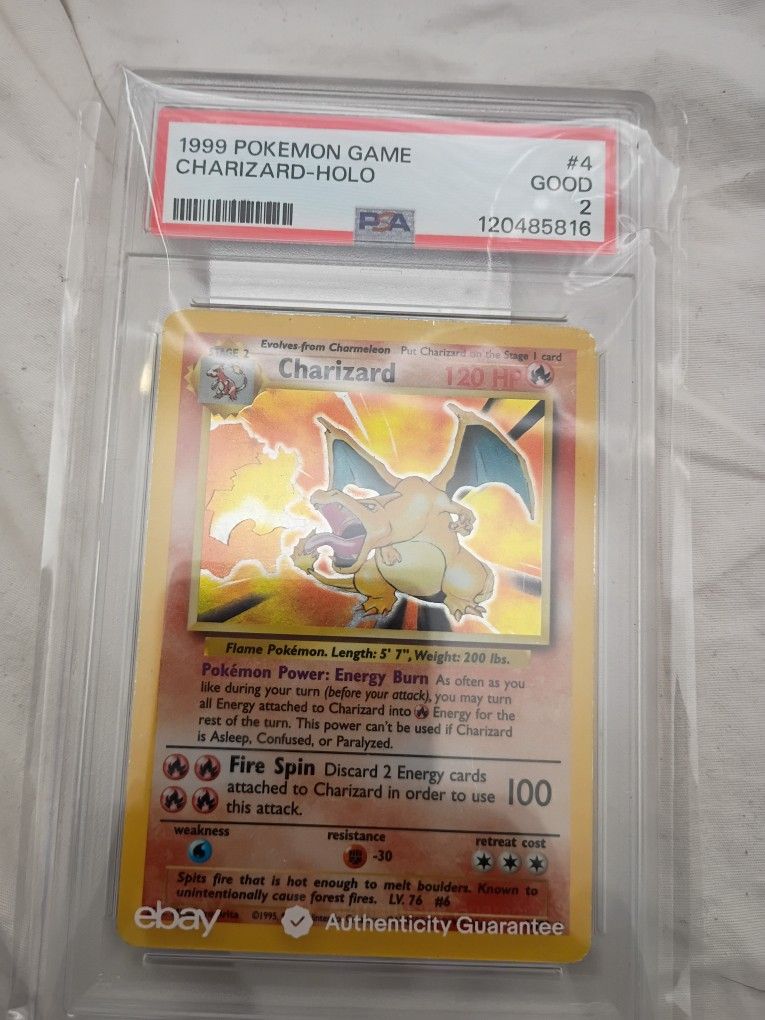 1999 POKEMON GAME
CHARIZARD-HOLO
#4
GOOD
2
120485816
PSA
STAGE 2
Evolves from Charmeleon Put Charizard on the Stage 1 card
Charizard
120 HP
Flame Pokémon. Length: 5' 7", Weight: 200 lbs.
Pokémon Power: Energy Burn As often as you
like during your turn (before your attack), you may turn
all Energy attached to Charizard into Energy for the
rest of the turn. This power can't be used if Charizard
is Asleep, Confused, or Paralyzed.
Fire Spin Discard 2 Energy cards
attached to Charizard in order to use
this attack.
100
weakness
resistance
retreat cost
-30
Spits fire that is hot enough to melt boulders. Known to
unintentionally cause forest fires. LV. 76 #6
©1995,
ebay
Authenticity Guarantee